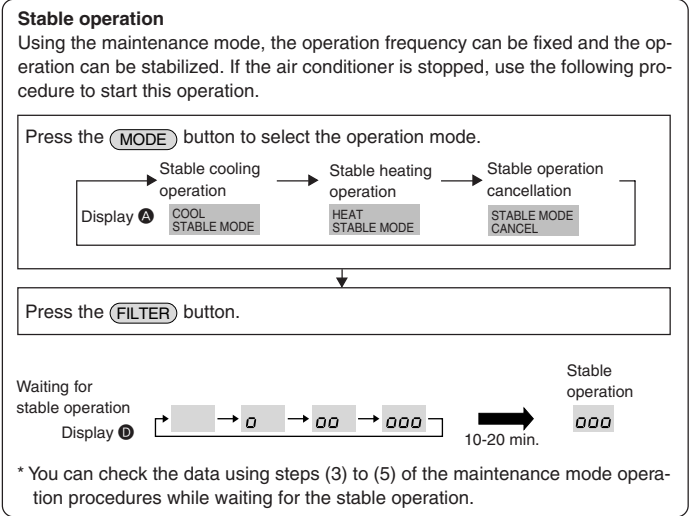 Stable operation
Using the maintenance mode, the operation frequency can be fixed and the op-
eration can be stabilized. If the air conditioner is stopped, use the following pro-
cedure to start this operation.
Press the MODE button to select the operation mode.
Stable cooling
operation
Stable heating
operation
Stable operation
cancellation
Display A
COOL
STABLE MODE
HEAT
STABLE MODE
STABLE MODE
CANCEL
Press the FILTER button.
Waiting for
stable operation
Display D
o
oo
ooo
10-20 min.
Stable
operation
ooo
* You can check the data using steps (3) to (5) of the maintenance mode opera-
tion procedures while waiting for the stable operation.